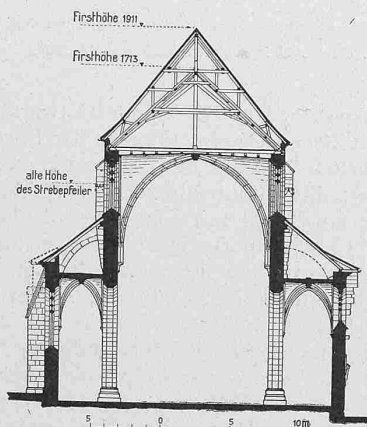 Firsthöhe 1911
Firsthöhe 1713
alte Höhe
des Strebepfeiler
5 0 5 10m